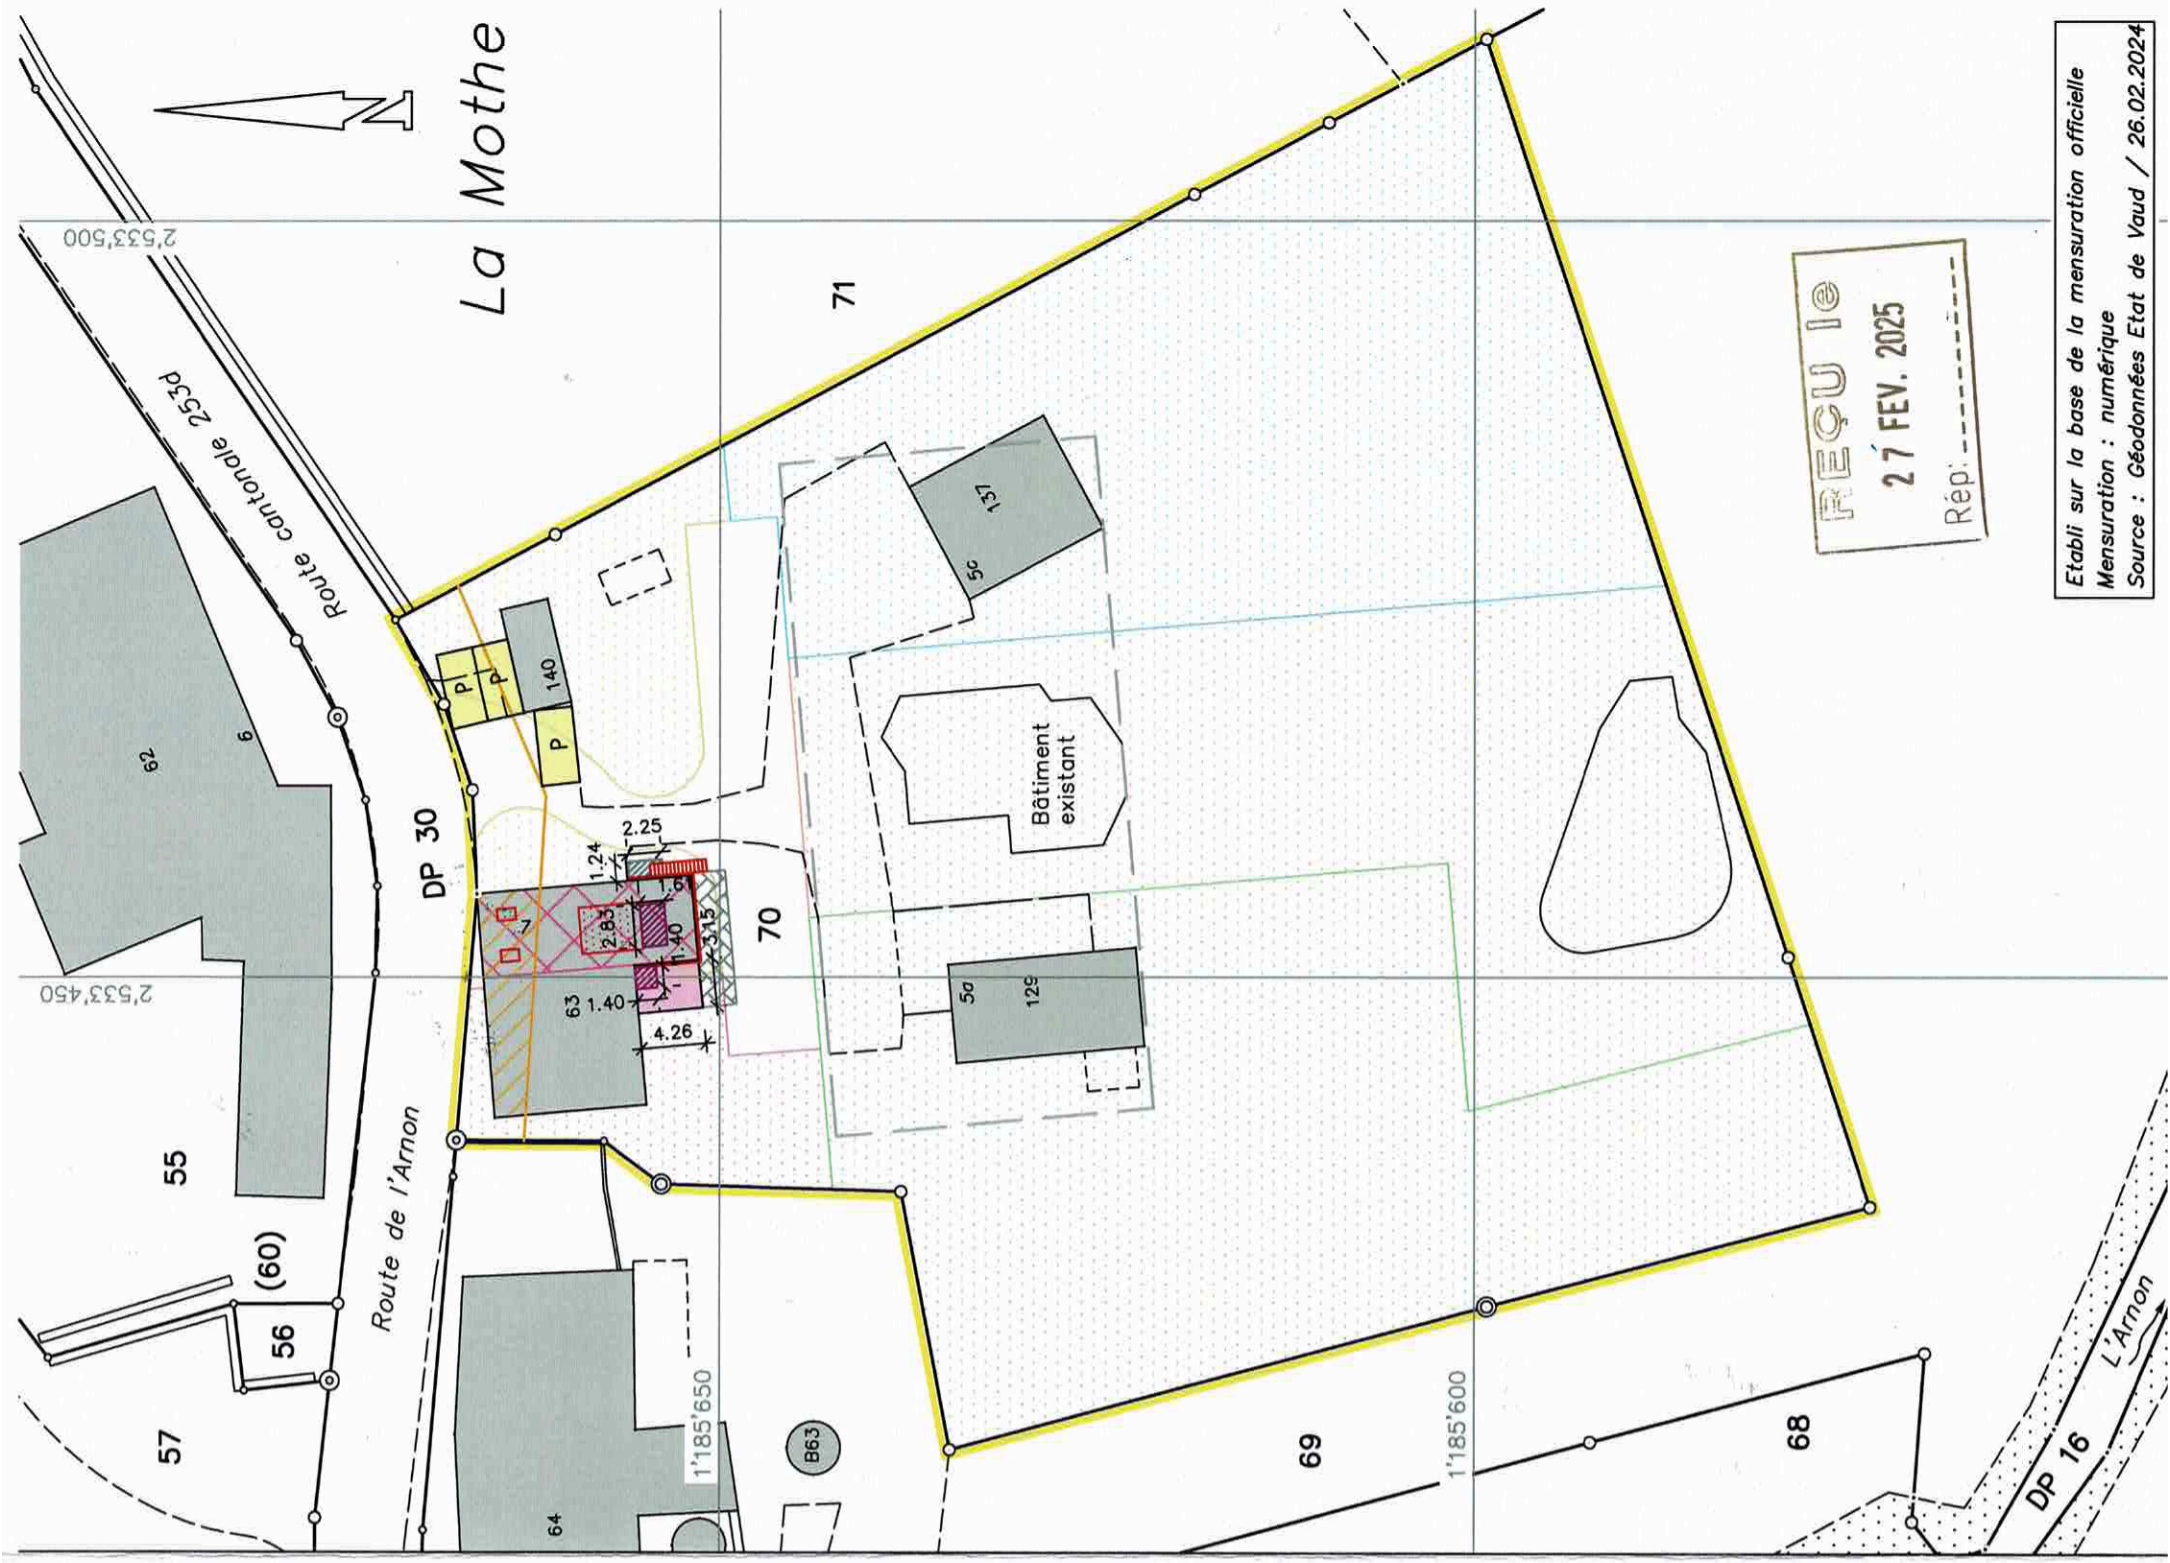 La Mothe
N
2'533'500
2'533'450
1'185'650
1'185'600
Route cantonale 253d
Route de l'Arnon
DP 30
71
70
62
6
55
(60)
56
57
64
B63
69
68
DP 16
L'Arnon
P
P
P
140
137
5c
Bâtiment
existant
5a
129
63
7
2.25
1.24
1.61
2.83
1.40
3.15
1.40
4.26
REÇU le
27 FEV. 2025
Rép:
Etabli sur la base de la mensuration officielle
Mensuration : numérique
Source : Géodonnées Etat de Vaud / 26.02.2024